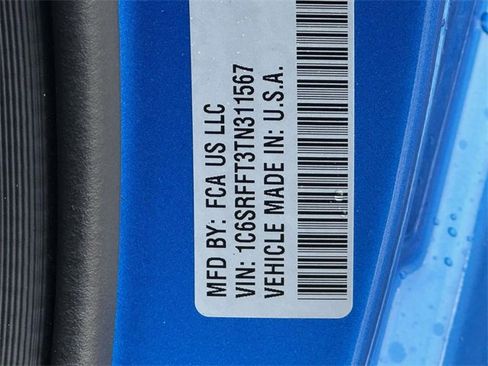 MFD BY: FCA US LLC
VIN: 1C6SRFFT3TN311567
VEHICLE MADE IN: U.S.A.